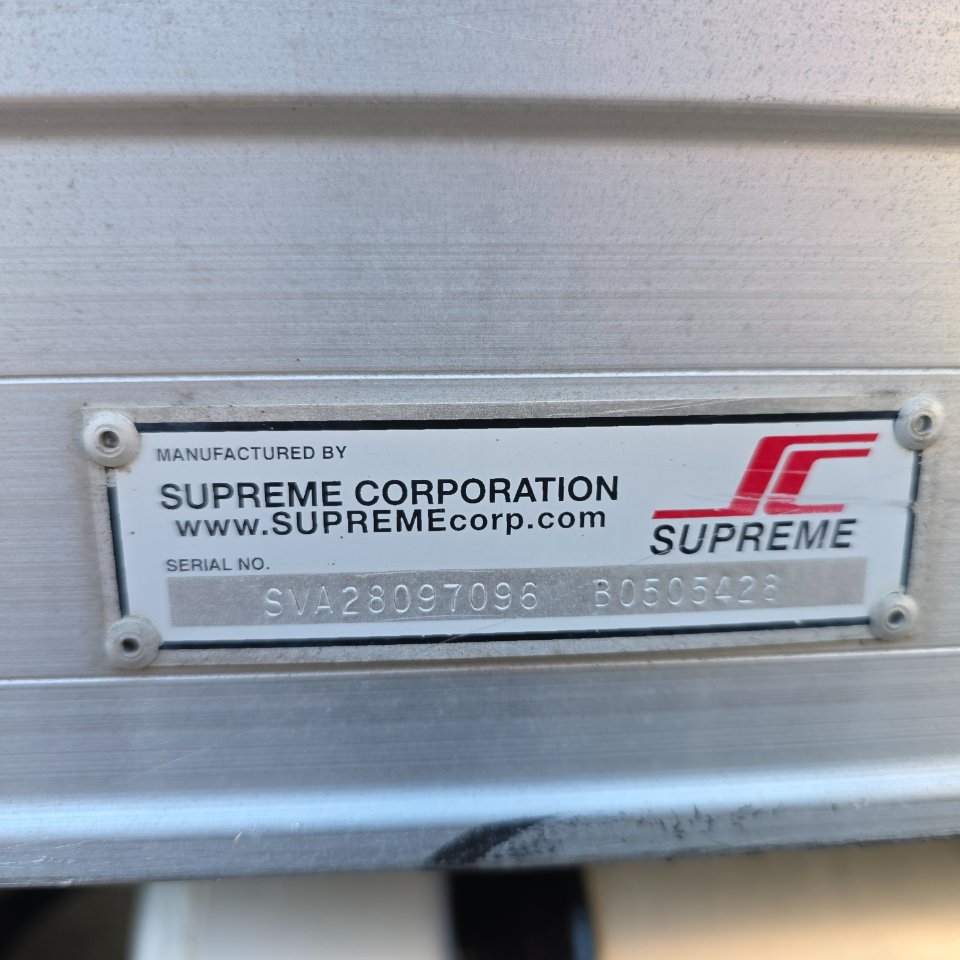 MANUFACTURED BY
SUPREME CORPORATION
www.SUPREMEcorp.com
SUPREME
SERIAL NO.
SVA28097096 B0505428